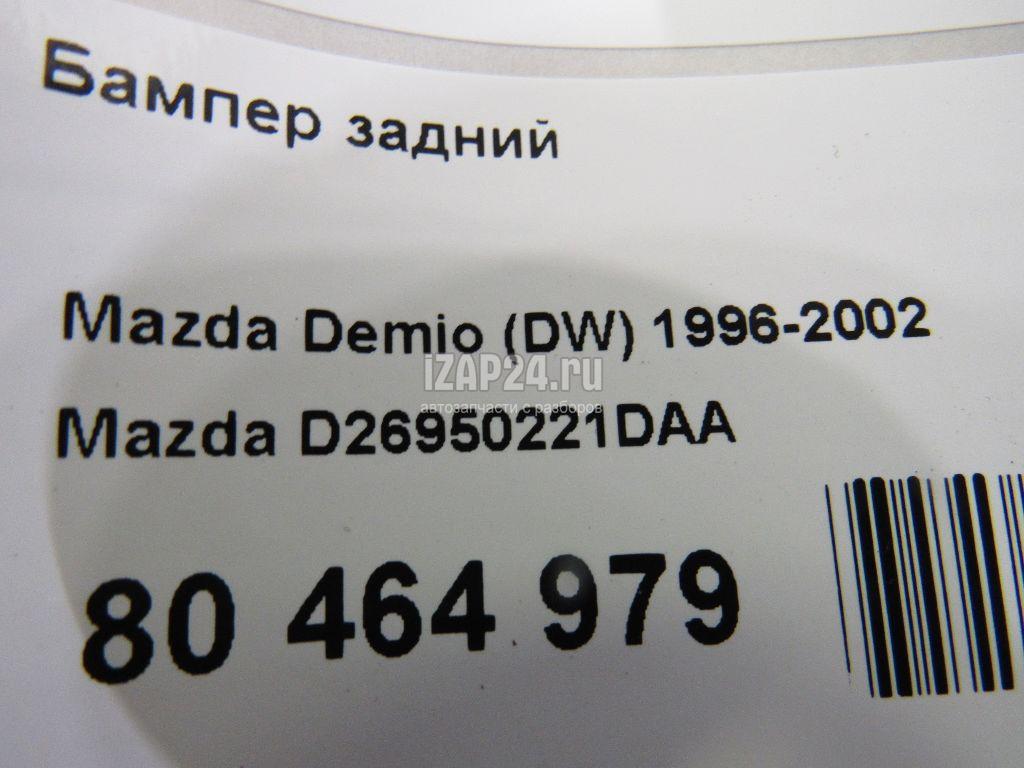 Бампер задний
Mazda Demio (DW) 1996-2002
iZAP24.ru
автозапчасти с разборов
Mazda D26950221DAA
80 464 979